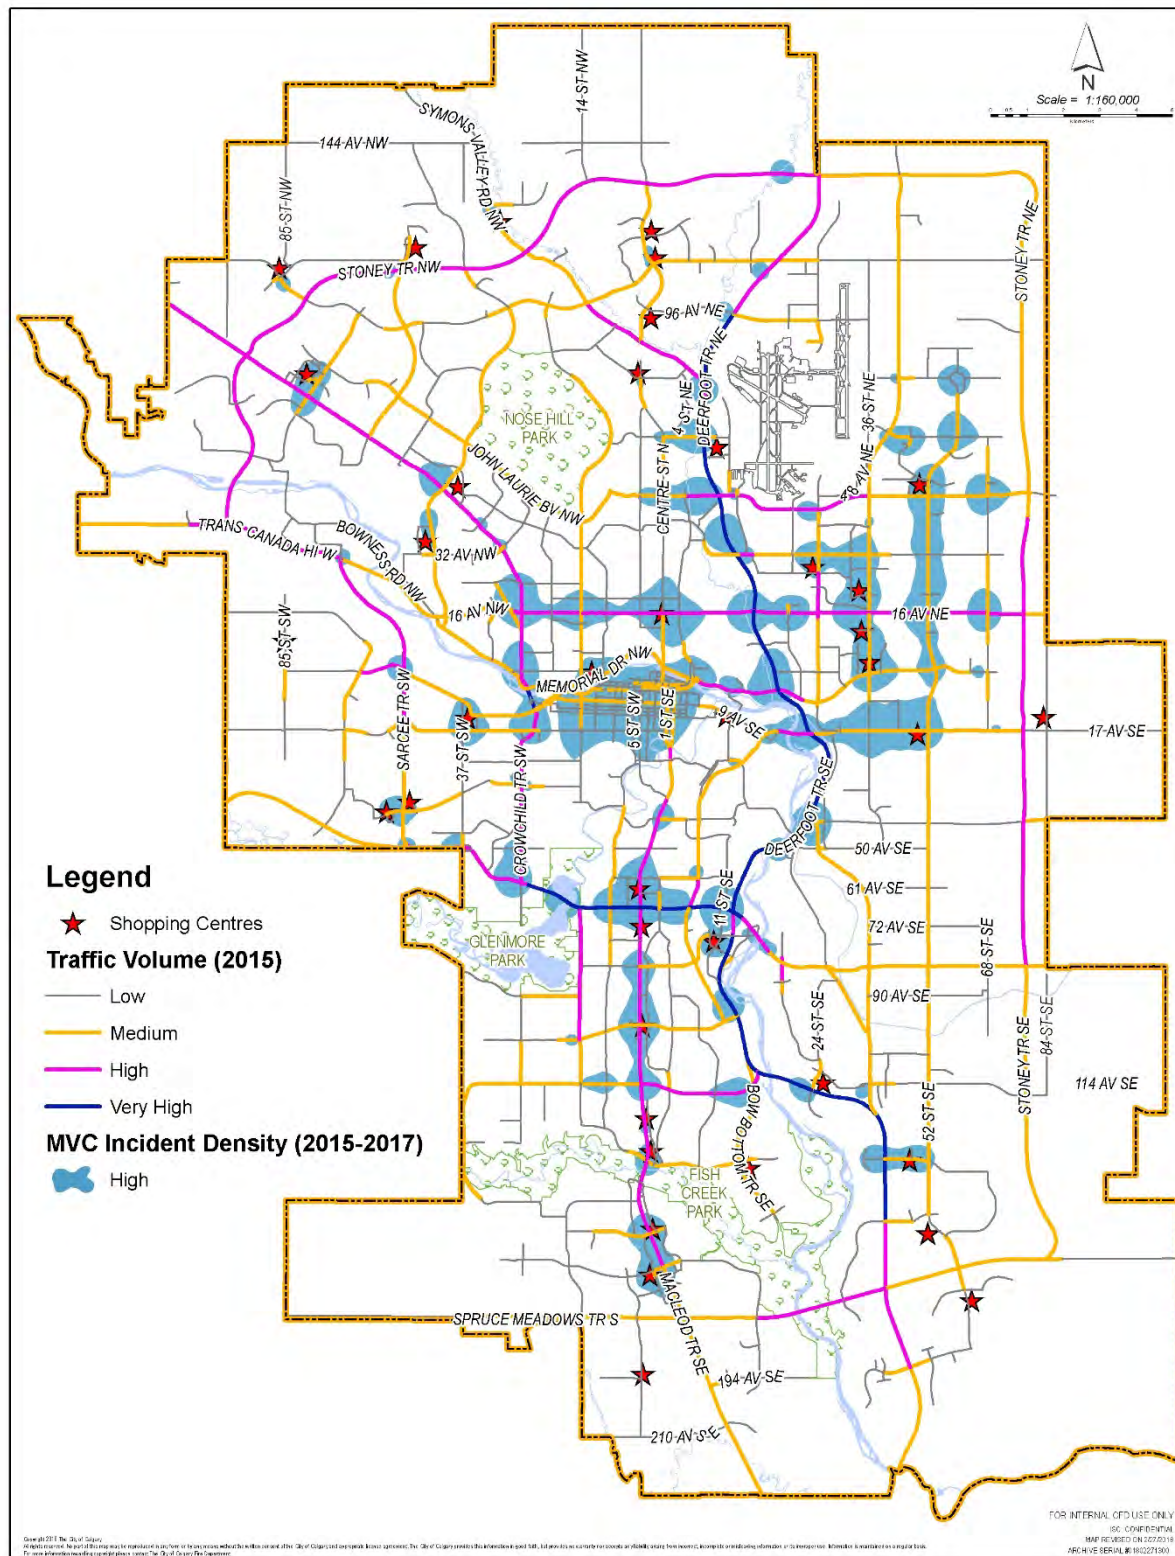 N
Scale = 1:160,000
14-ST-NW
SYMONS-VALLEY-RD-NW
144-AV-NW
85-ST-NW
STONEY TR NW
STONEY TR NE
96-AV-NE
DEERFOOT TR NE
4-ST-NE
36-ST-NE
NOSE HILL
PARK
JOHN LAURIE BV NW
CENTRE-ST-N
48-AV NE
TRANS CANADA HI W
BOWNESS RD NW
32-AV NW
16 AV NW
16 AV NE
85-ST-SW
MEMORIAL DR NW
SARCEE TR SW
37-ST-SW
5 ST SW
1 ST SE
9-AV-SE
17-AV-SE
CROWCHILD TR SW
DEERFOOT TR SE
50-AV-SE
61-AV-SE
11 ST SE
72-AV-SE
68-ST-SE
GLENMORE
PARK
90-AV-SE
24-ST-SE
84-ST-SE
STONEY TR SE
114 AV SE
52-ST-SE
BOW BOTTOM TR SE
FISH
CREEK
PARK
MACLEOD TR SE
SPRUCE MEADOWS TR S
194-AV-SE
210-AV-S-E
Legend
Shopping Centres
Traffic Volume (2015)
Low
Medium
High
Very High
MVC Incident Density (2015-2017)
High
FOR INTERNAL CFD USE ONLY
ISC: CONFIDENTIAL